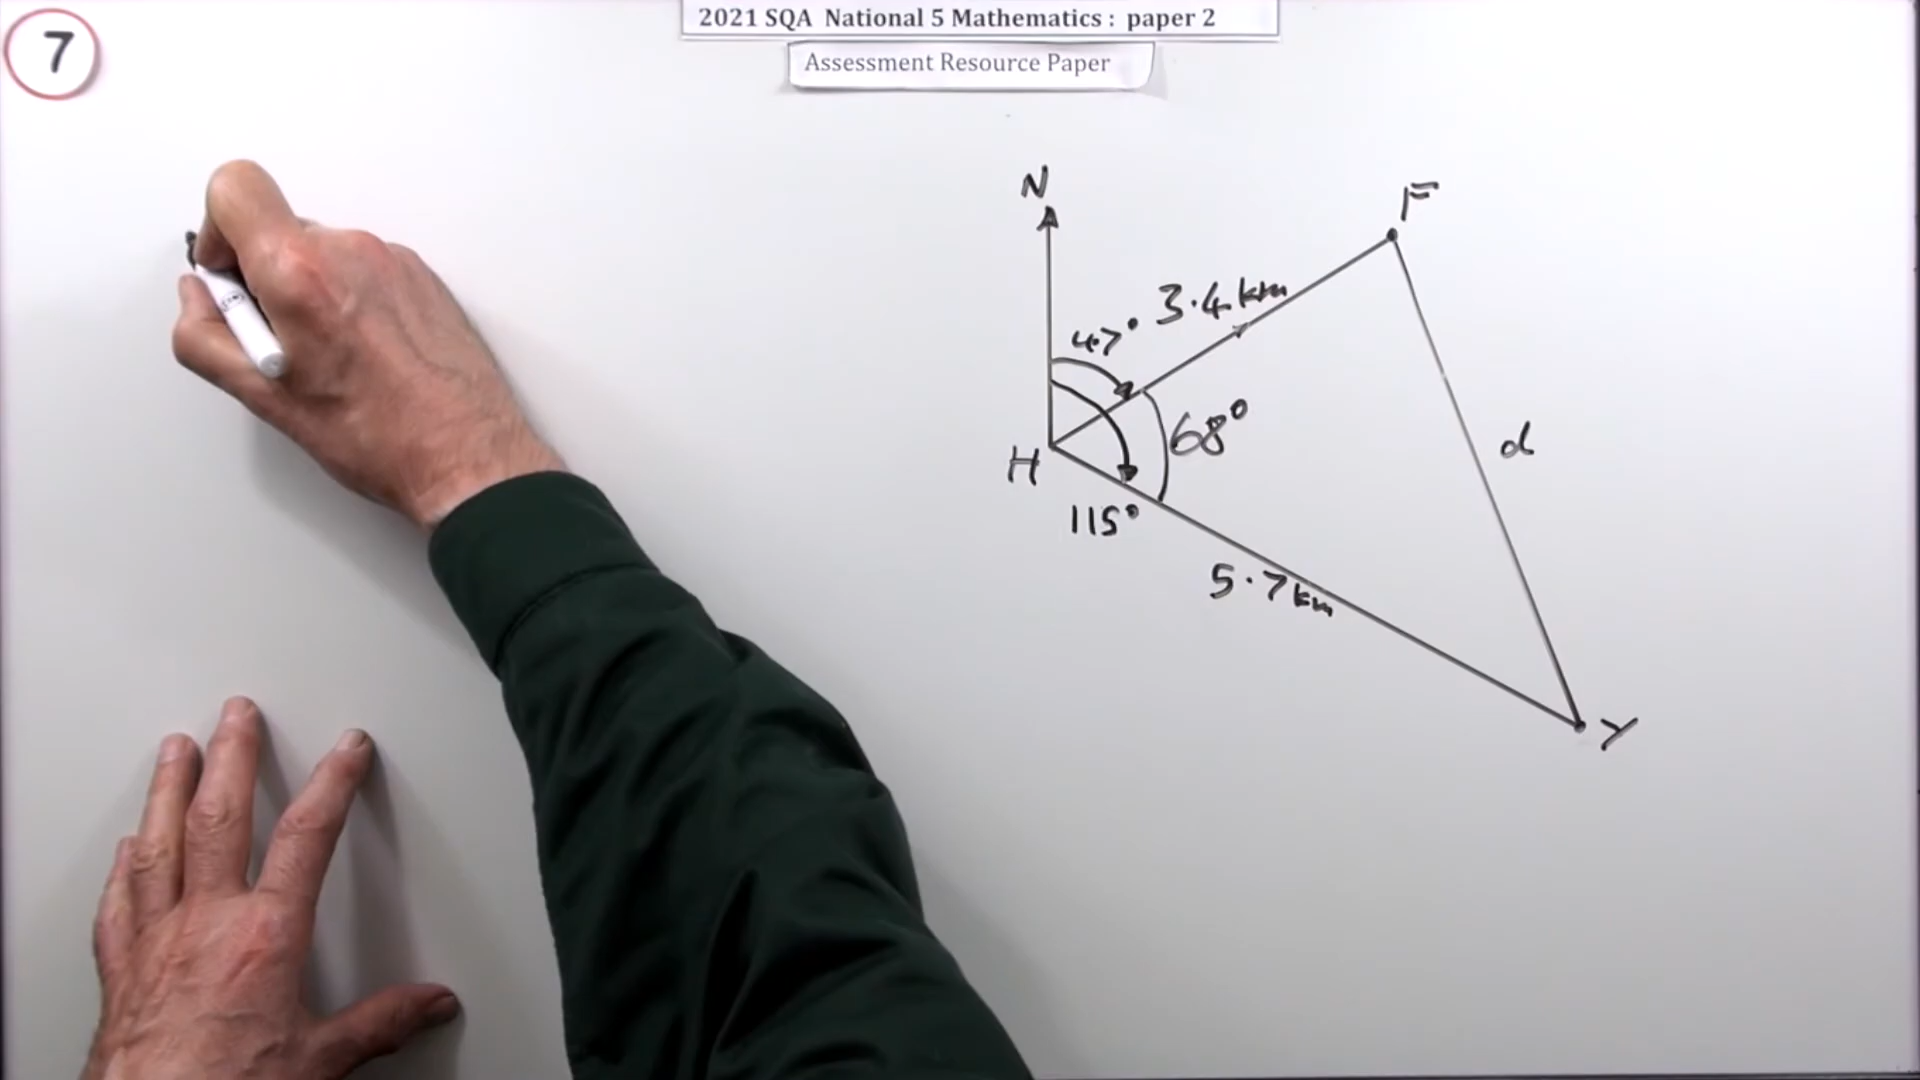 7
2021 SQA National 5 Mathematics : paper 2
Assessment Resource Paper
N
F
3.4km
47°
68°
H
d
115°
5.7km
Y